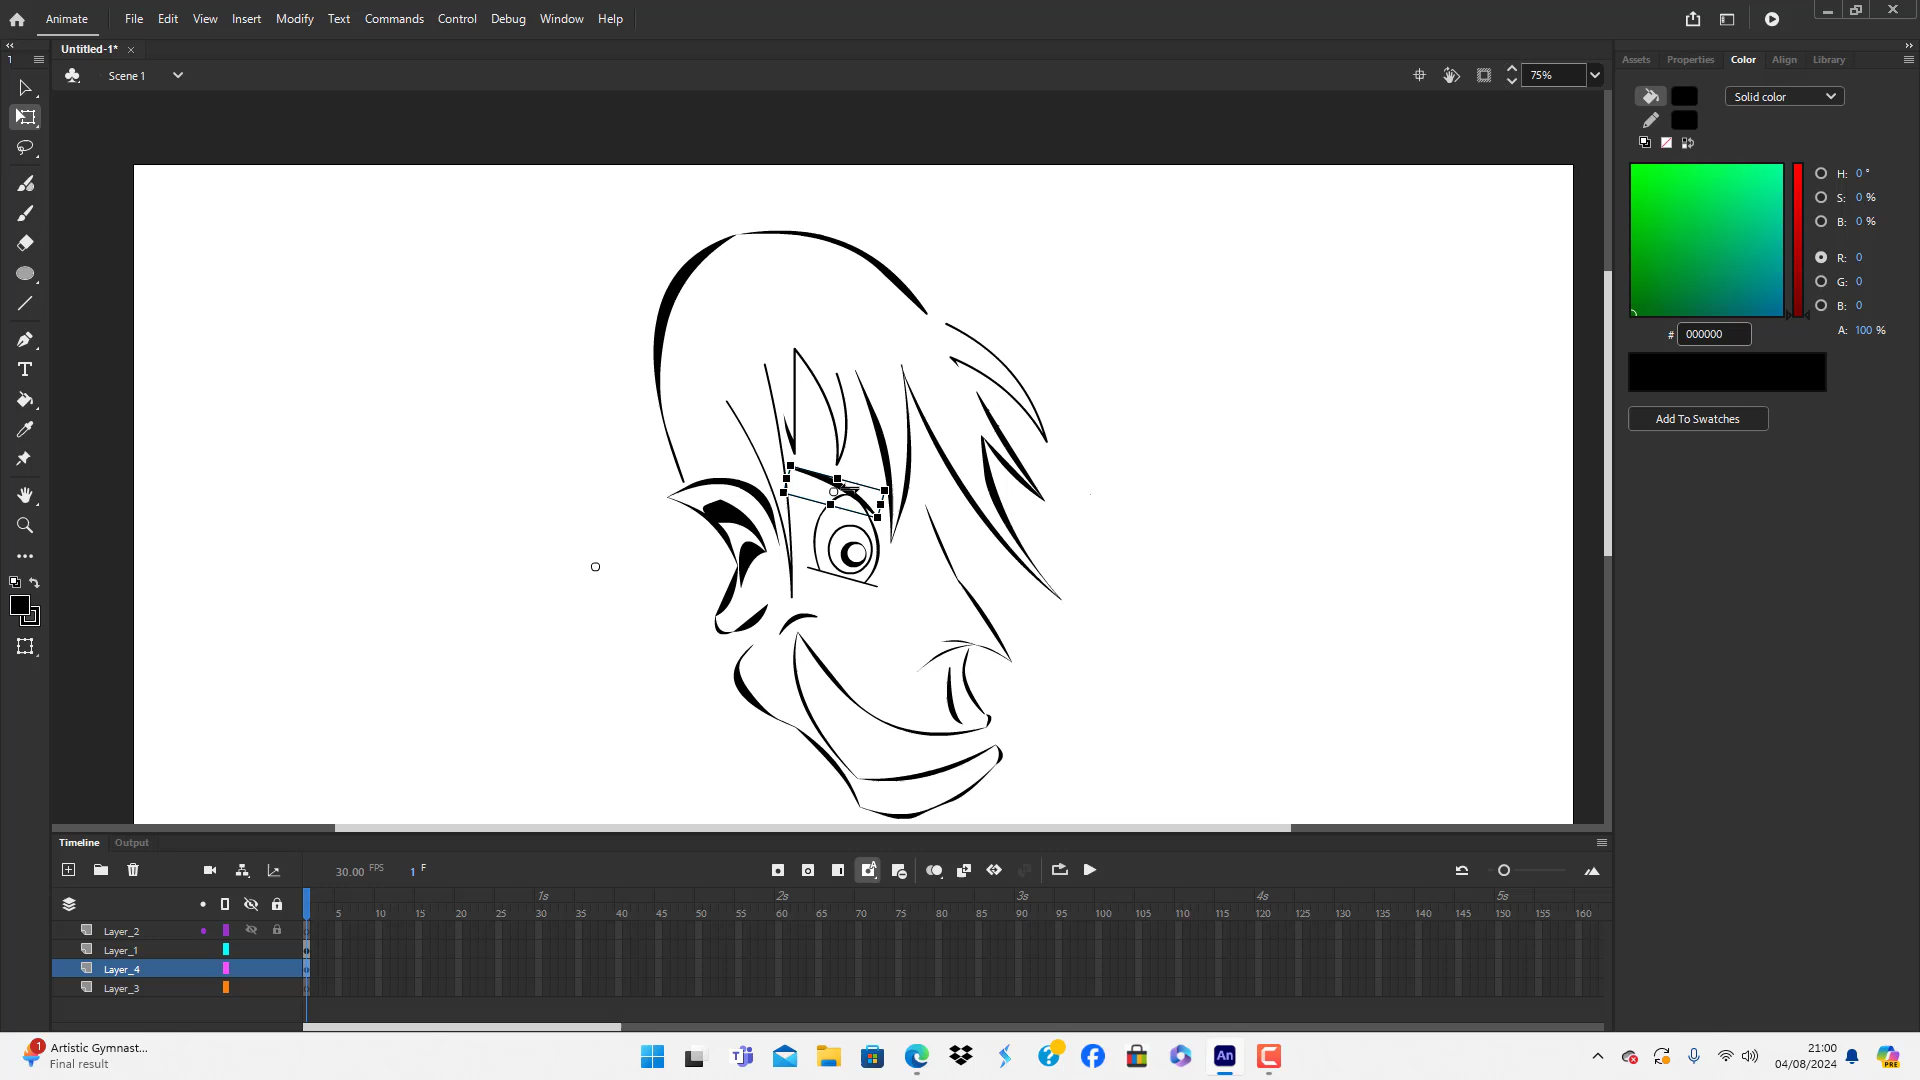 Animate File Edit View Insert Modify Text Commands Control Debug Window Help
Untitled-1*
1
Scene 1
75%
Assets Properties Color Align Library
Solid color
H: 0 °
S: 0 %
B: 0 %
R: 0
G: 0
B: 0
A: 100 %
# 000000
Add To Swatches
Timeline Output
30.00 FPS 1 F
1s 2s 3s 4s 5s
5 10 15 20 25 30 35 40 45 50 55 60 65 70 75 80 85 90 95 100 105 110 115 120 125 130 135 140 145 150 155 160
Layer_2
Layer_1
Layer_4
Layer_3
1
Artistic Gymnast...
Final result
An
21:00
04/08/2024
PRE